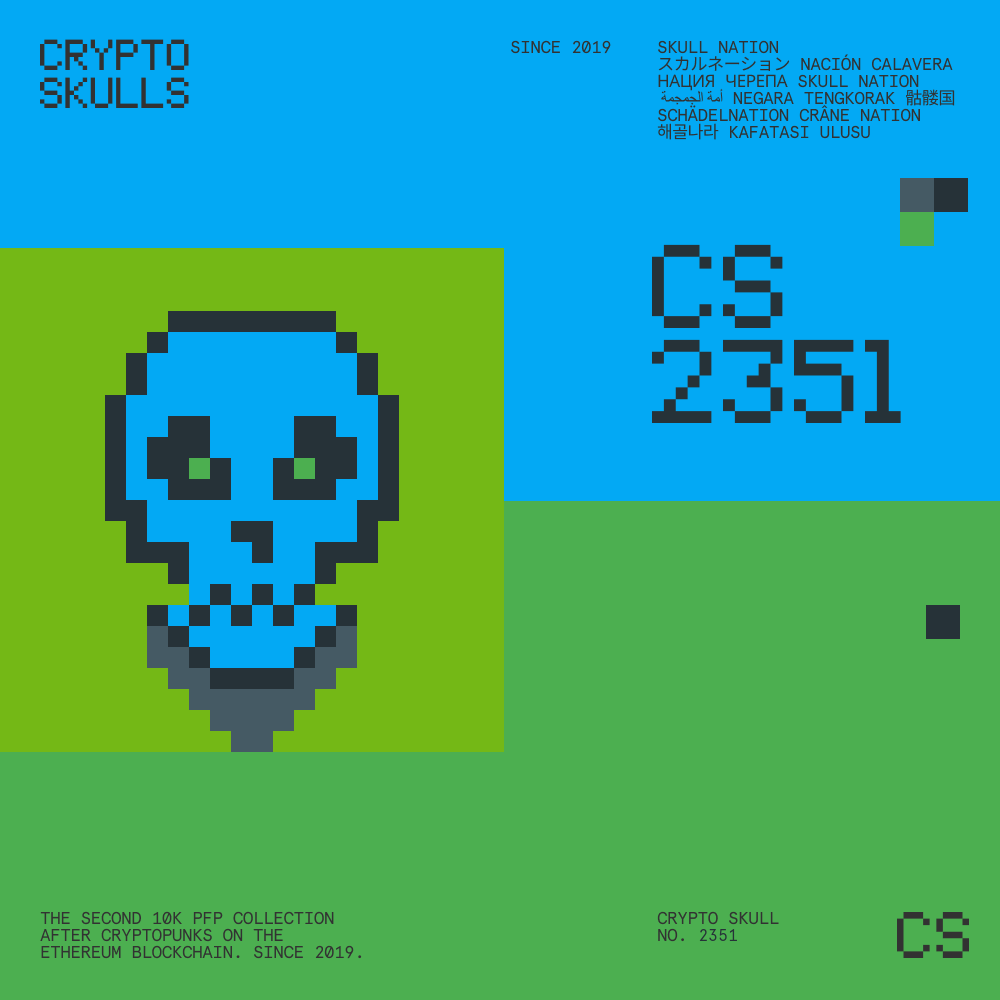 CRYPTO
SKULLS
SINCE 2019
SKULL NATION
スカルネーション NACIÓN CALAVERA
НАЦИЯ ЧЕРЕПА SKULL NATION
أمة الجمجمة NEGARA TENGKORAK 骷髅国
SCHÄDELNATION CRÂNE NATION
해골나라 KAFATASI ULUSU
CS
2351
THE SECOND 10K PFP COLLECTION
AFTER CRYPTOPUNKS ON THE
ETHEREUM BLOCKCHAIN. SINCE 2019.
CRYPTO SKULL
NO. 2351
CS